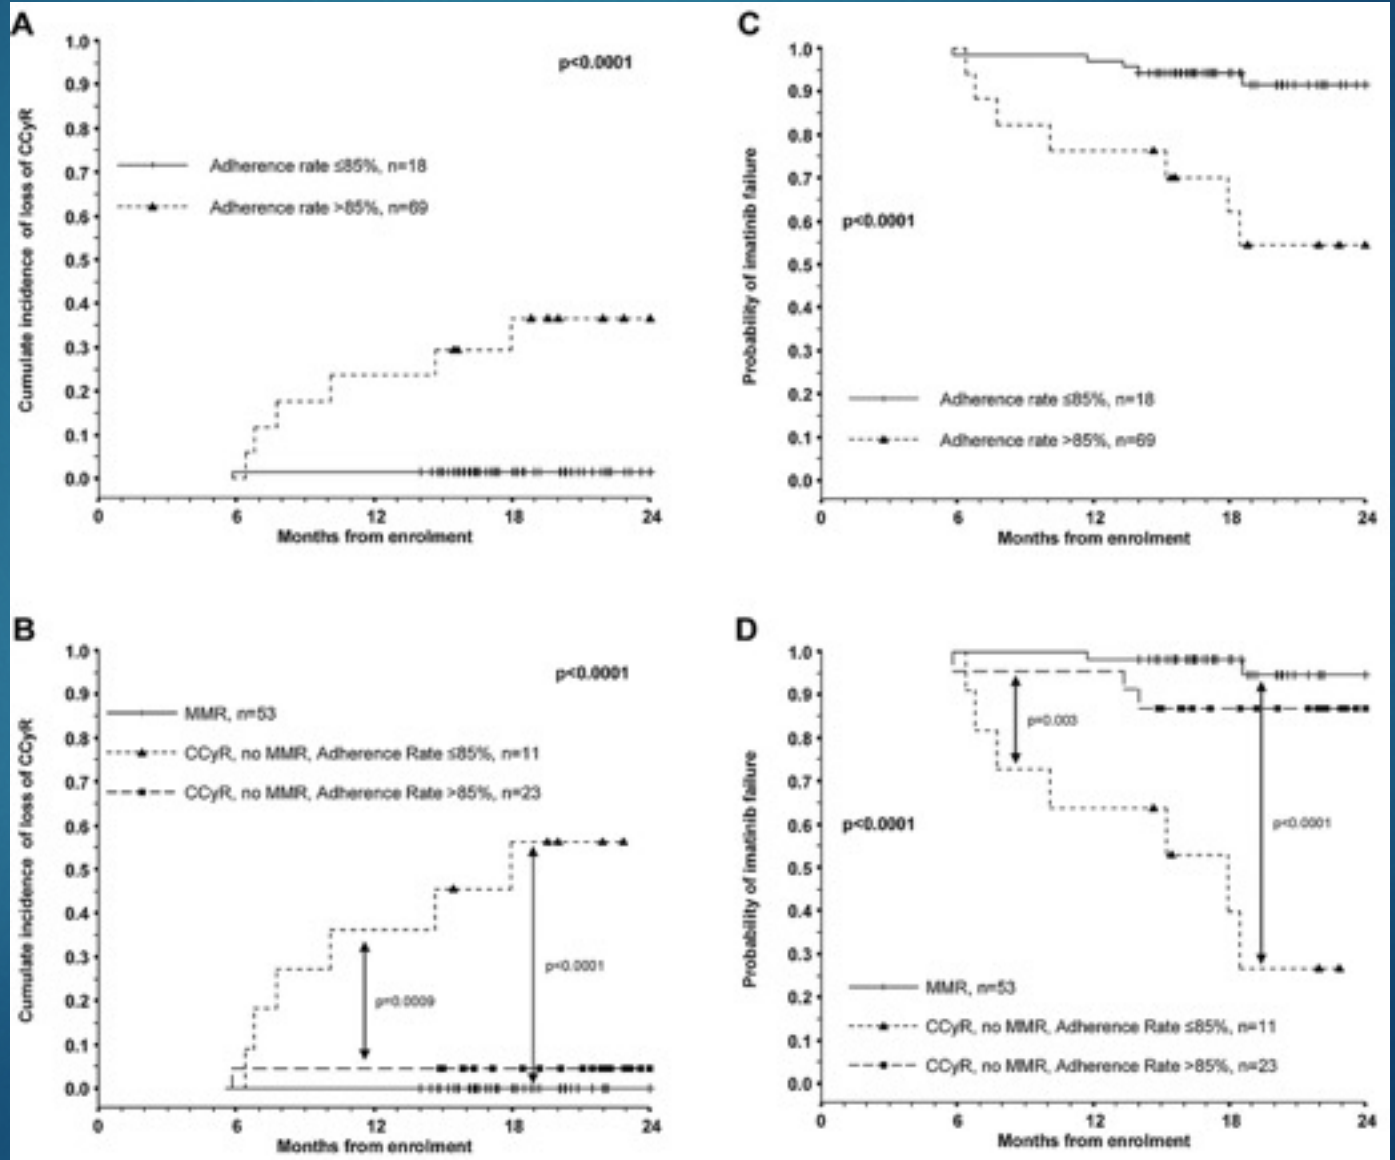 A
1.0
0.9
0.8
0.7
0.6
0.5
0.4
0.3
0.2
0.1
0.0
Cumulate incidence of loss of CCyR
p<0.0001
Adherence rate ≤85%, n=18
Adherence rate >85%, n=69
0 6 12 18 24
Months from enrolment
C
1.0
0.9
0.8
0.7
0.6
0.5
0.4
0.3
0.2
0.1
0.0
Probability of imatinib failure
p<0.0001
Adherence rate ≤85%, n=18
Adherence rate >85%, n=69
0 6 12 18 24
Months from enrolment
B
1.0
0.9
0.8
0.7
0.6
0.5
0.4
0.3
0.2
0.1
0.0
Cumulate incidence of loss of CCyR
p<0.0001
MMR, n=53
CCyR, no MMR, Adherence Rate ≤85%, n=11
CCyR, no MMR, Adherence Rate >85%, n=23
p=0.0009
p<0.0001
0 6 12 18 24
Months from enrolment
D
1.0
0.9
0.8
0.7
0.6
0.5
0.4
0.3
0.2
0.1
0.0
Probability of imatinib failure
p=0.003
p<0.0001
p<0.0001
MMR, n=53
CCyR, no MMR, Adherence Rate ≤85%, n=11
CCyR, no MMR, Adherence Rate >85%, n=23
0 6 12 18 24
Months from enrolment